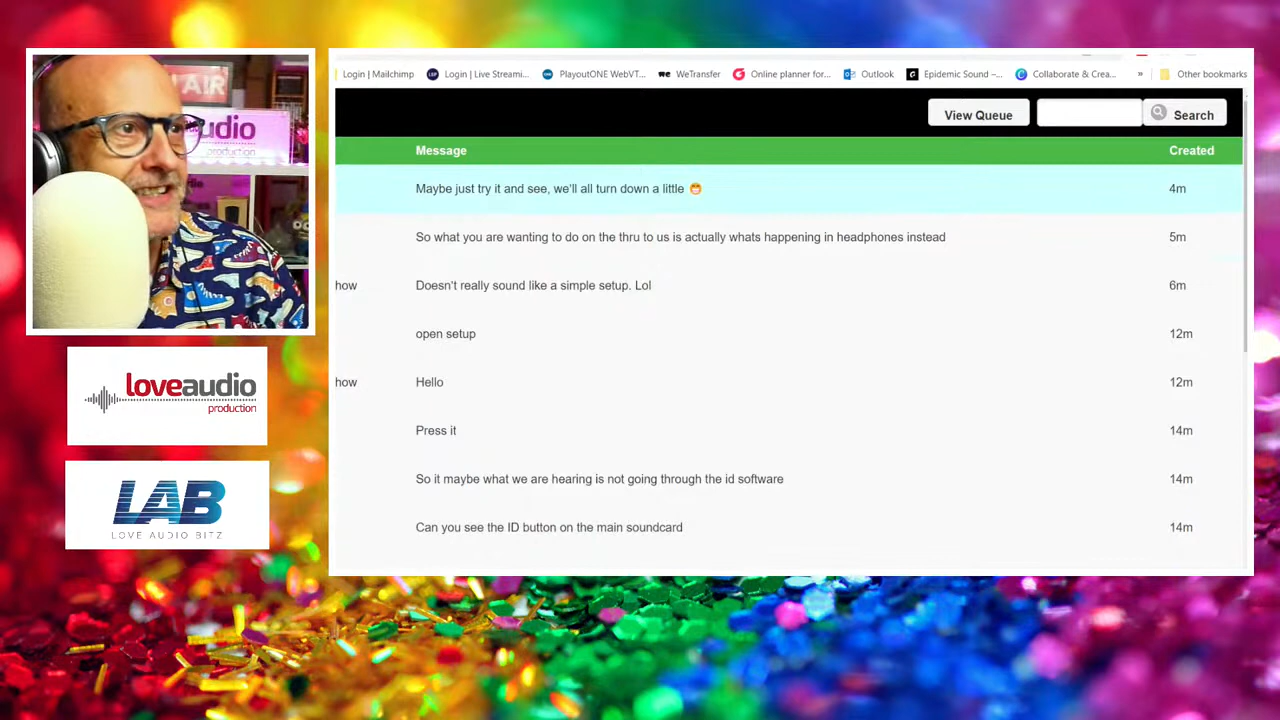 AIR
udio
production
loveaudio
production
LAB
LOVE AUDIO BITZ
Login | Mailchimp
Login | Live Streami...
PlayoutONE WebVT...
WeTransfer
Online planner for...
Outlook
Epidemic Sound –...
Collaborate & Crea...
»
Other bookmarks
View Queue
Search
Message Created
Maybe just try it and see, we'll all turn down a little 😁 4m
So what you are wanting to do on the thru to us is actually whats happening in headphones instead 5m
how Doesn't really sound like a simple setup. Lol 6m
open setup 12m
how Hello 12m
Press it 14m
So it maybe what we are hearing is not going through the id software 14m
Can you see the ID button on the main soundcard 14m